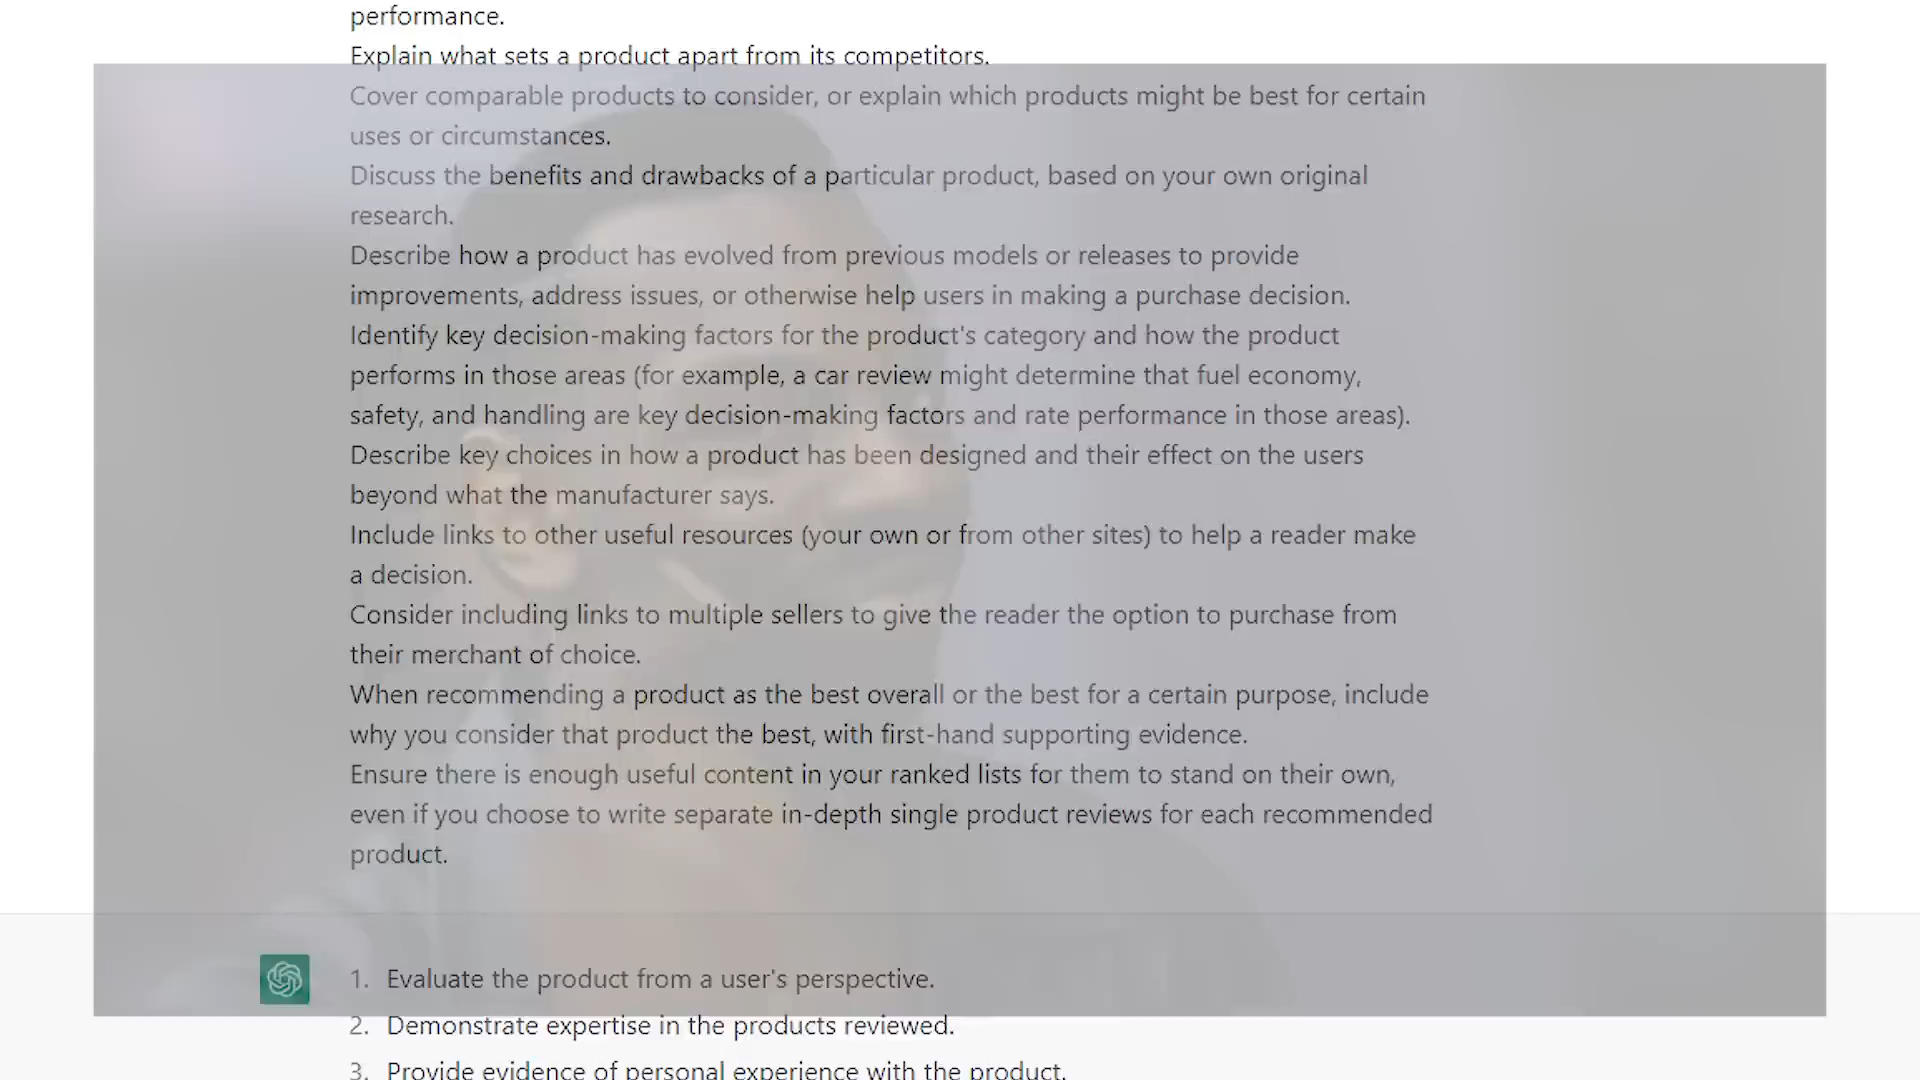 performance.
Explain what sets a product apart from its competitors.
Cover comparable products to consider, or explain which products might be best for certain
uses or circumstances.
Discuss the benefits and drawbacks of a particular product, based on your own original
research.
Describe how a product has evolved from previous models or releases to provide
improvements, address issues, or otherwise help users in making a purchase decision.
Identify key decision-making factors for the product's category and how the product
performs in those areas (for example, a car review might determine that fuel economy,
safety, and handling are key decision-making factors and rate performance in those areas).
Describe key choices in how a product has been designed and their effect on the users
beyond what the manufacturer says.
Include links to other useful resources (your own or from other sites) to help a reader make
a decision.
Consider including links to multiple sellers to give the reader the option to purchase from
their merchant of choice.
When recommending a product as the best overall or the best for a certain purpose, include
why you consider that product the best, with first-hand supporting evidence.
Ensure there is enough useful content in your ranked lists for them to stand on their own,
even if you choose to write separate in-depth single product reviews for each recommended
product.
1. Evaluate the product from a user's perspective.
2. Demonstrate expertise in the products reviewed.
3. Provide evidence of personal experience with the product.